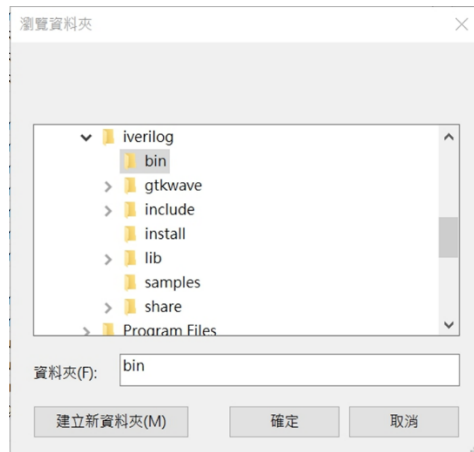 瀏覽資料夾
iverilog
bin
gtkwave
include
install
lib
samples
share
Program Files
資料夾(F): bin
建立新資料夾(M) 確定 取消